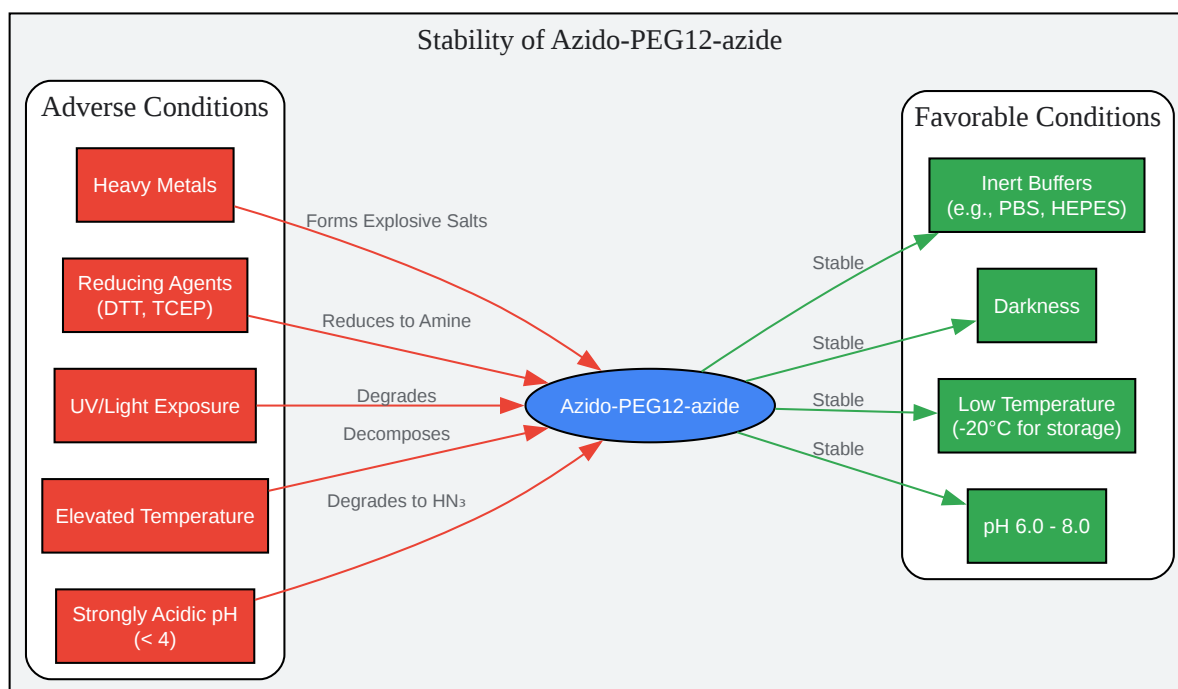 Stability of Azido-PEG12-azide
Adverse Conditions
Heavy Metals
Reducing Agents
(DTT, TCEP)
UV/Light Exposure
Elevated Temperature
Strongly Acidic pH
(< 4)
Forms Explosive Salts
Reduces to Amine
Degrades
Decomposes
Degrades to HN₃
Azido-PEG12-azide
Stable
Stable
Stable
Stable
Favorable Conditions
Inert Buffers
(e.g., PBS, HEPES)
Darkness
Low Temperature
(-20°C for storage)
pH 6.0 - 8.0